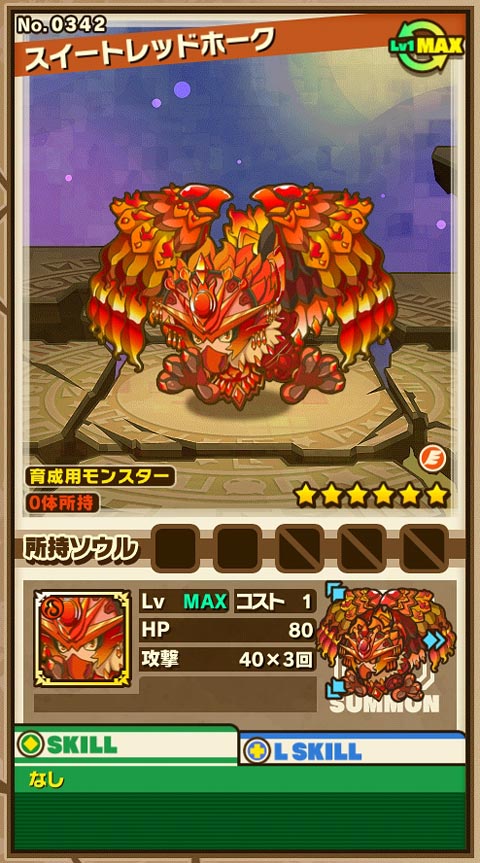 No.0342
スイートレッドホーク
Lv1 MAX
育成用モンスター
0体所持
所持ソウル
Lv MAX コスト 1
HP 80
攻撃 40×3回
SUMMON
SKILL
L SKILL
なし